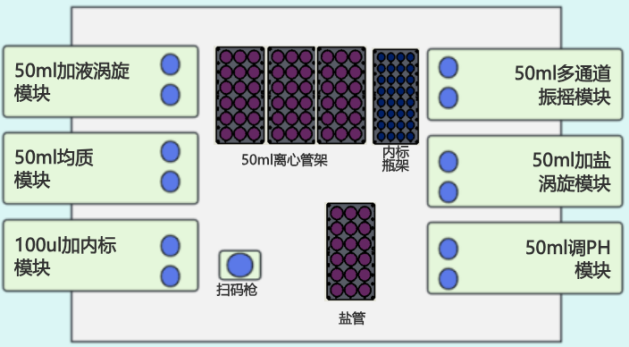 50ml加液涡旋
模块
50ml均质
模块
100ul加内标
模块
50ml离心管架
内标
瓶架
扫码枪
盐管
50ml多通道
振摇模块
50ml加盐
涡旋模块
50ml调PH
模块